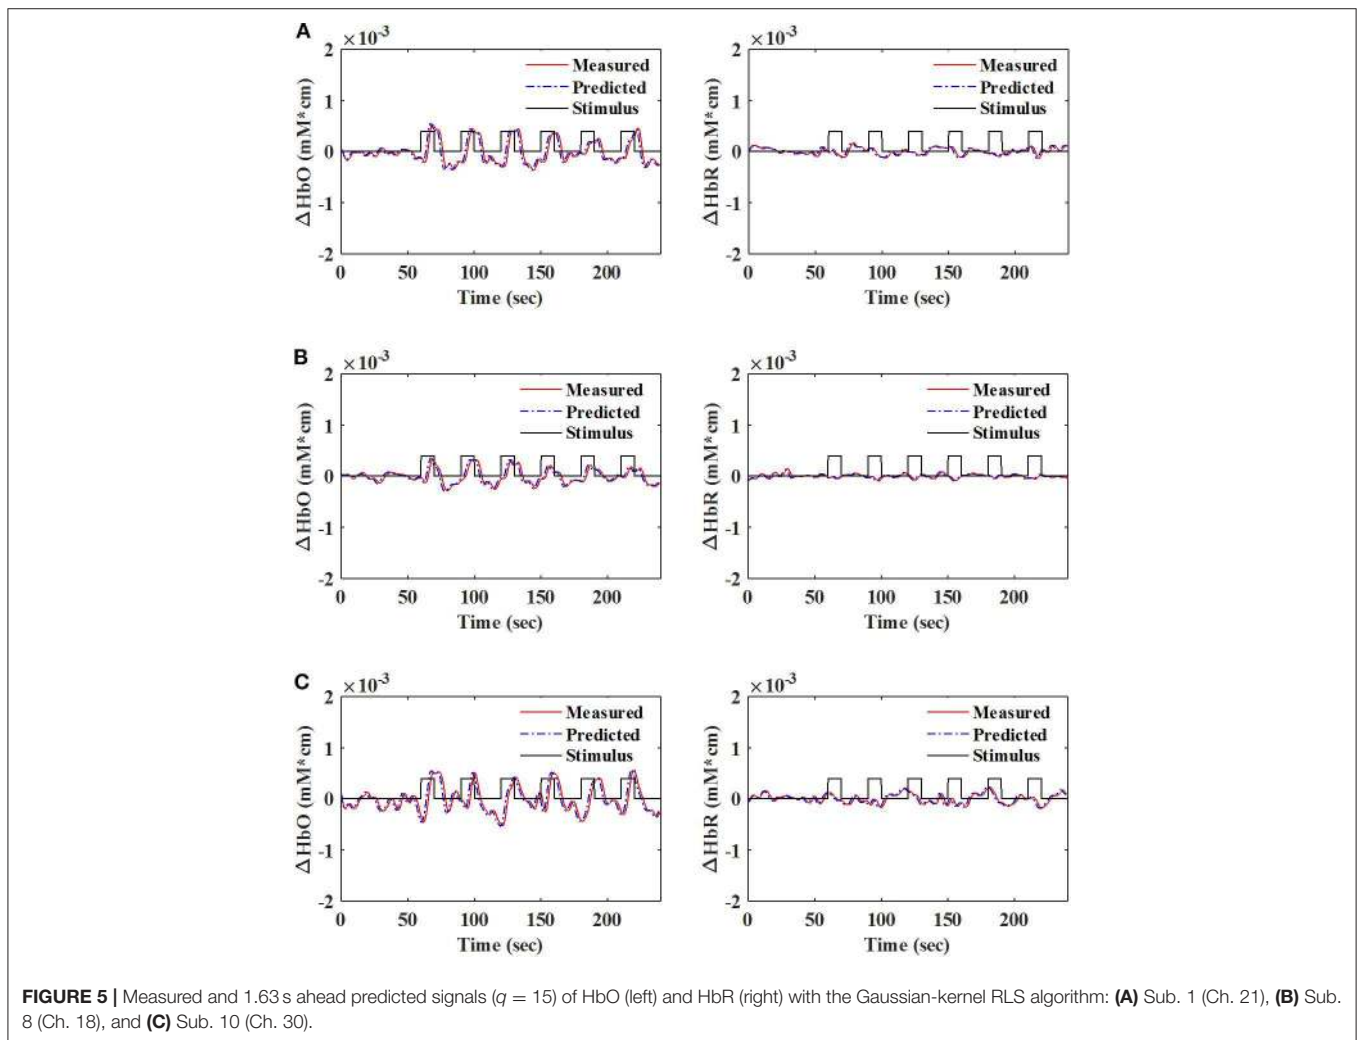 A
×10-3
2
1
0
-1
-2
ΔHbO (mM*cm)
Measured
Predicted
Stimulus
0 50 100 150 200
Time (sec)
×10-3
2
1
0
-1
-2
ΔHbR (mM*cm)
Measured
Predicted
Stimulus
0 50 100 150 200
Time (sec)
B
×10-3
2
1
0
-1
-2
ΔHbO (mM*cm)
Measured
Predicted
Stimulus
0 50 100 150 200
Time (sec)
×10-3
2
1
0
-1
-2
ΔHbR (mM*cm)
Measured
Predicted
Stimulus
0 50 100 150 200
Time (sec)
C
×10-3
2
1
0
-1
-2
ΔHbO (mM*cm)
Measured
Predicted
Stimulus
0 50 100 150 200
Time (sec)
×10-3
2
1
0
-1
-2
ΔHbR (mM*cm)
Measured
Predicted
Stimulus
0 50 100 150 200
Time (sec)
FIGURE 5 | Measured and 1.63 s ahead predicted signals (q = 15) of HbO (left) and HbR (right) with the Gaussian-kernel RLS algorithm: (A) Sub. 1 (Ch. 21), (B) Sub.
8 (Ch. 18), and (C) Sub. 10 (Ch. 30).